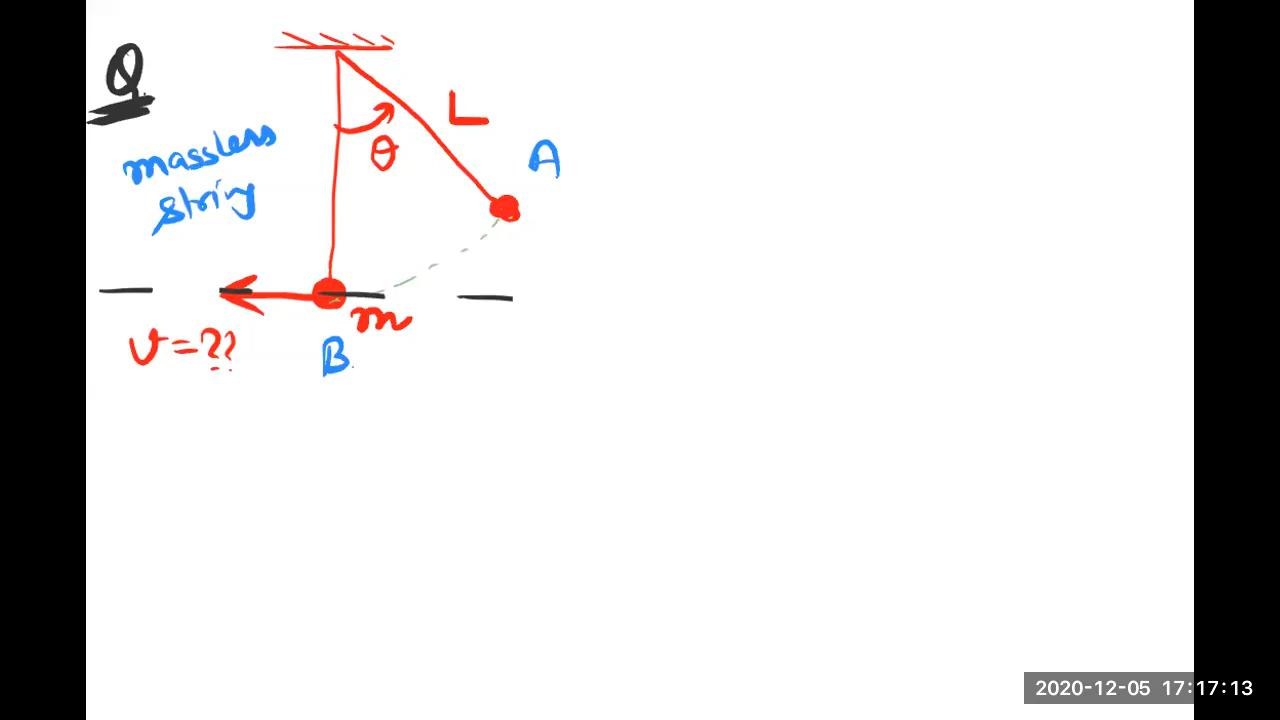 Q
massless
string
L
θ
A
m
v=??
B
2020-12-05 17:17:13